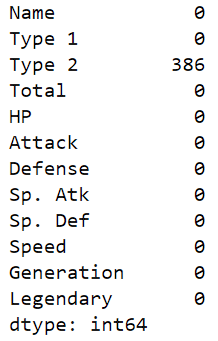 Name 0
Type 1 0
Type 2 386
Total 0
HP 0
Attack 0
Defense 0
Sp. Atk 0
Sp. Def 0
Speed 0
Generation 0
Legendary 0
dtype: int64